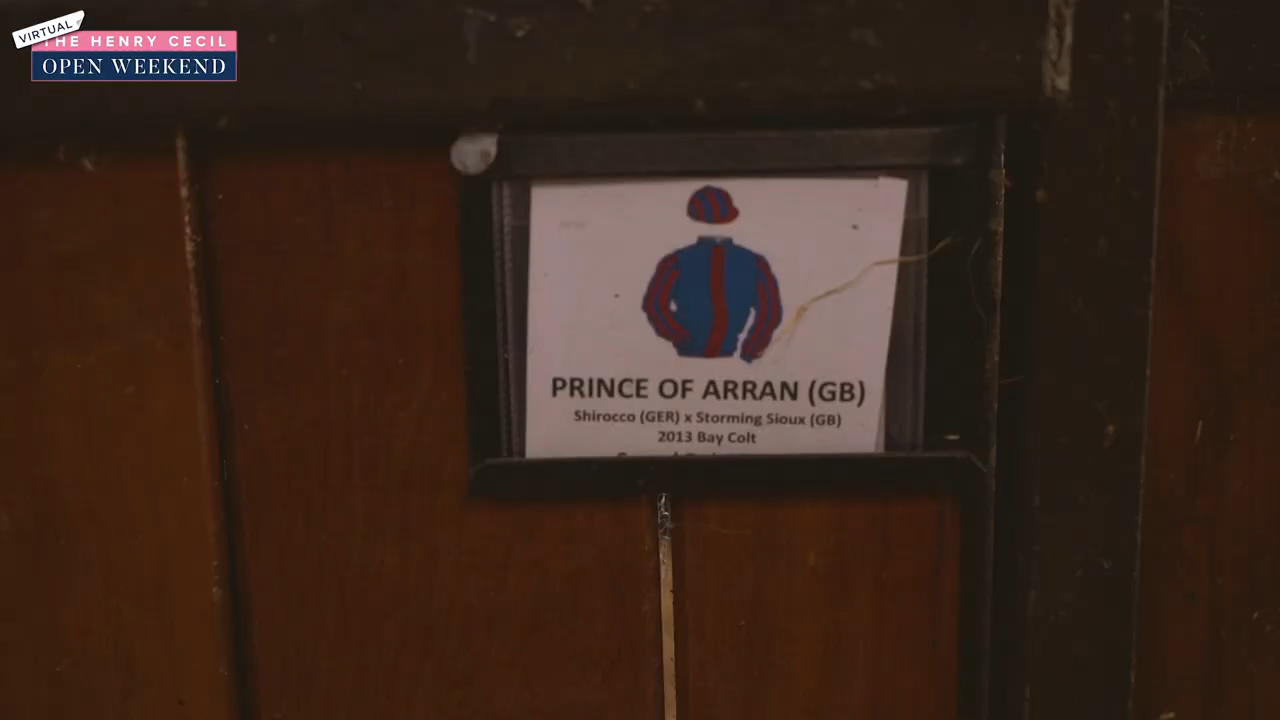 VIRTUAL
THE HENRY CECIL
OPEN WEEKEND
PRINCE OF ARRAN (GB)
Shirocco (GER) x Storming Sioux (GB)
2013 Bay Colt